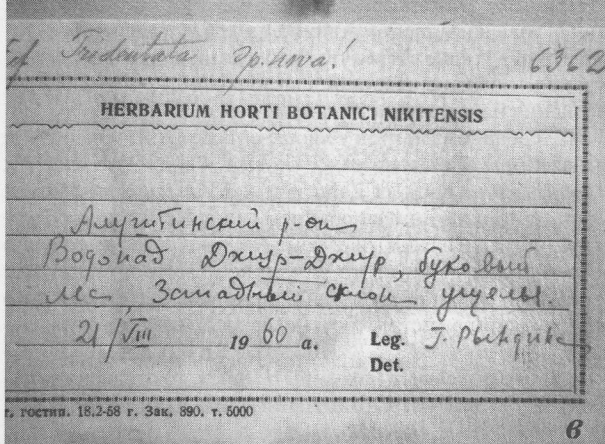 Tridentata sp. nova! 6362
HERBARIUM HORTI BOTANICI NIKITENSIS
Алуштинский р-он
Водопад Джур-Джур, буковый
лес Западный склон ущелья.
21/VIII 1960 a. Leg. Г.
Det.
г. гостип. 18.2-58 г. Зак. 890. т. 5000
в